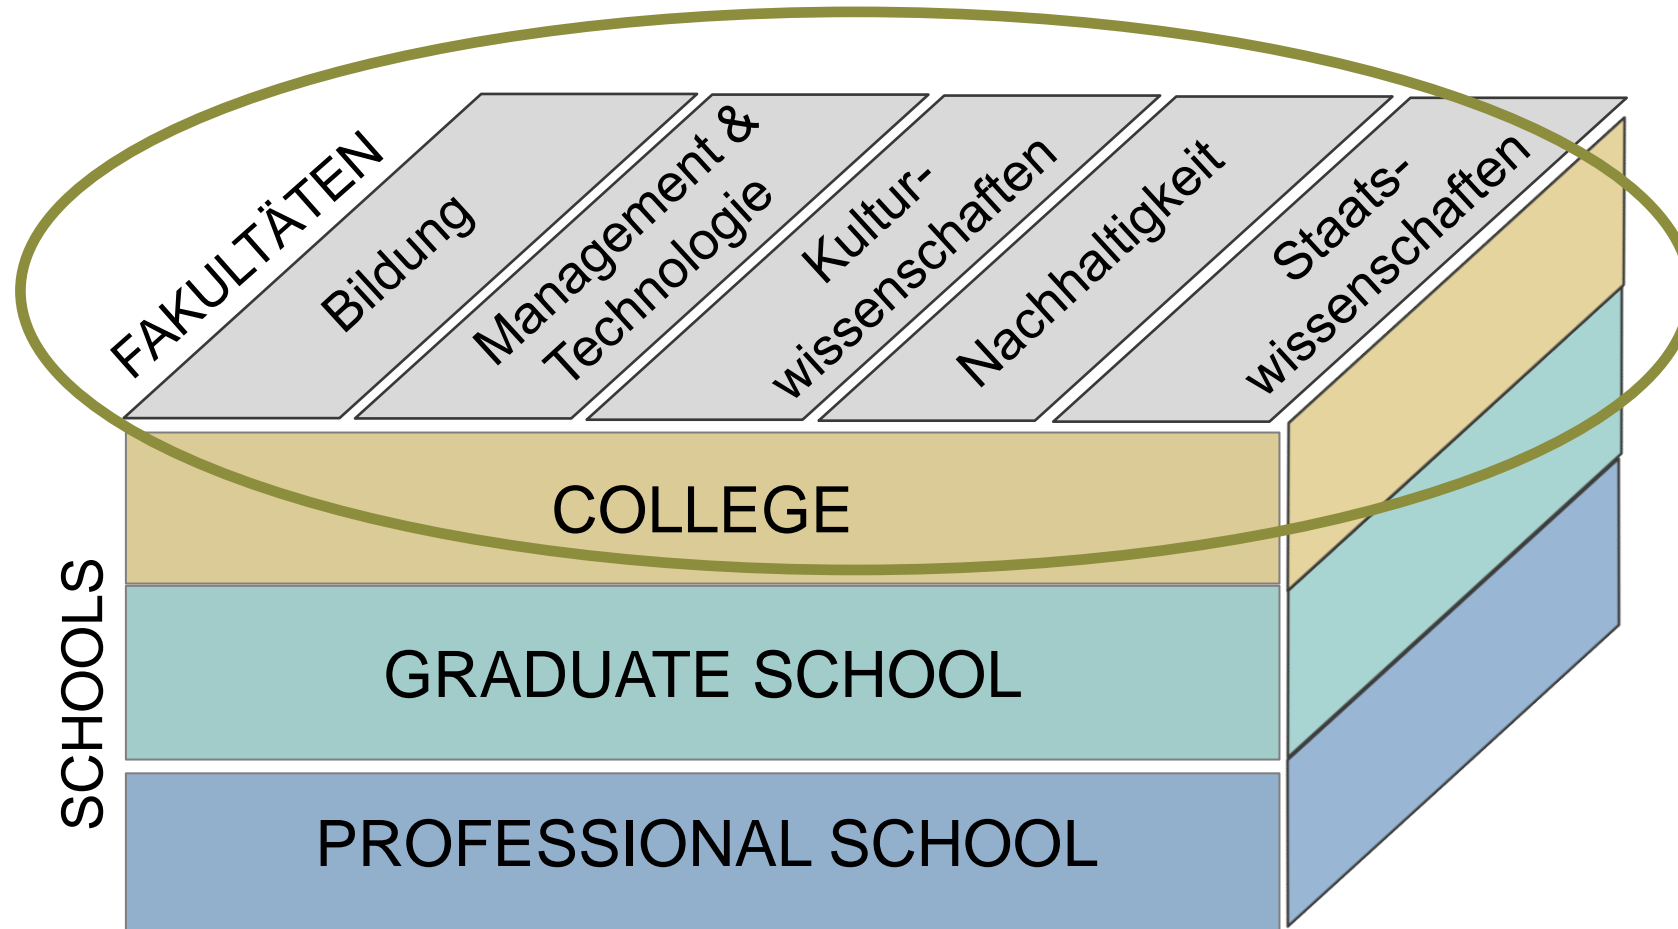 FAKULTÄTEN
Bildung
Management &
Technologie
Kultur-
wissenschaften
Nachhaltigkeit
Staats-
wissenschaften
SCHOOLS
COLLEGE
GRADUATE SCHOOL
PROFESSIONAL SCHOOL